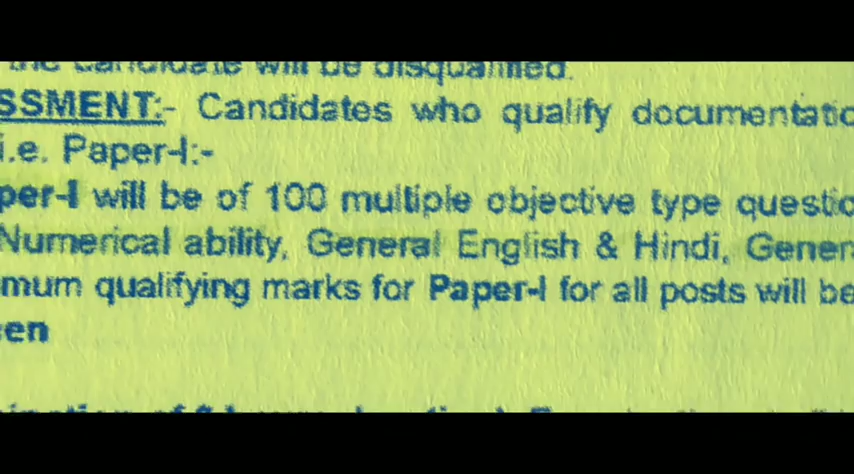 the candidate will be disqualified.
SSMENT:- Candidates who qualify documentatio
i.e. Paper-I:-
per-I will be of 100 multiple objective type questio
Numerical ability, General English & Hindi, Gener
mum qualifying marks for Paper-I for all posts will be
en